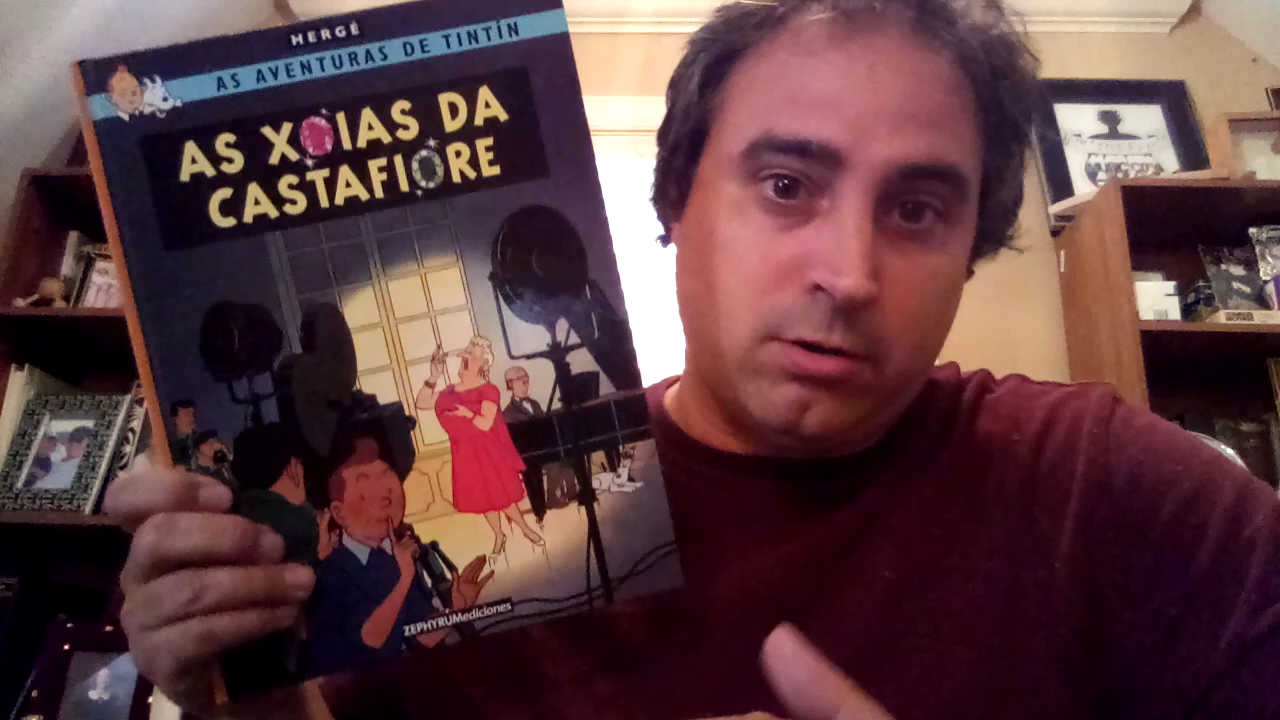 HERGÉ
AS AVENTURAS DE TINTÍN
AS XOIAS DA
CASTAFIORE
ZEPHYRUMediciones